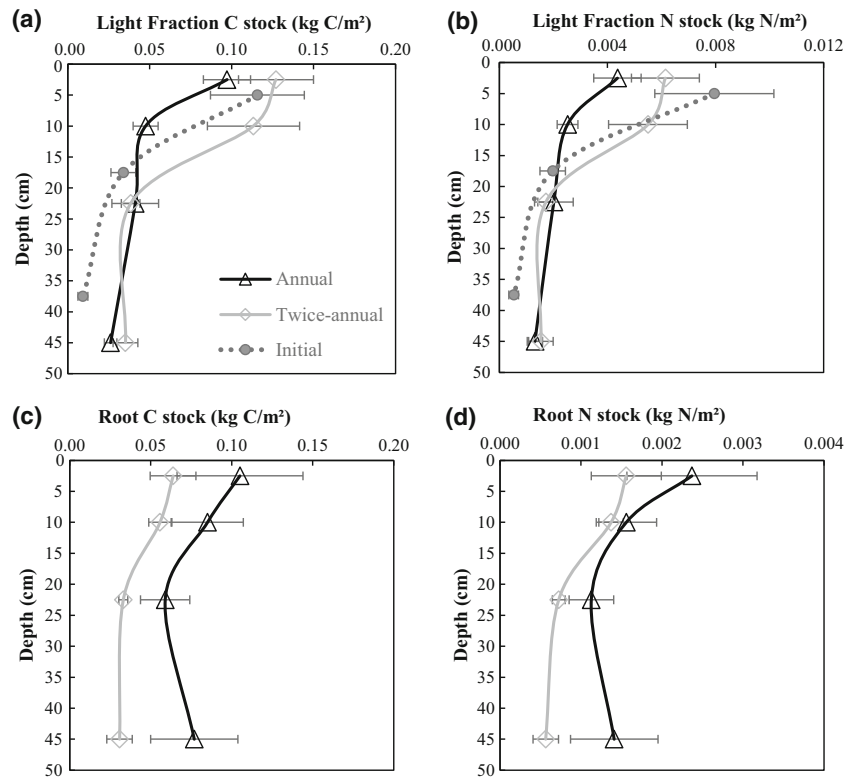 (a) Light Fraction C stock (kg C/m²)
0.00 0.05 0.10 0.15 0.20
Depth (cm)
0
5
10
15
20
25
30
35
40
45
50
Annual
Twice-annual
Initial
(b) Light Fraction N stock (kg N/m²)
0.000 0.004 0.008 0.012
Depth (cm)
0
5
10
15
20
25
30
35
40
45
50
(c) Root C stock (kg C/m²)
0.00 0.05 0.10 0.15 0.20
Depth (cm)
0
5
10
15
20
25
30
35
40
45
50
(d) Root N stock (kg N/m²)
0.000 0.001 0.002 0.003 0.004
Depth (cm)
0
5
10
15
20
25
30
35
40
45
50